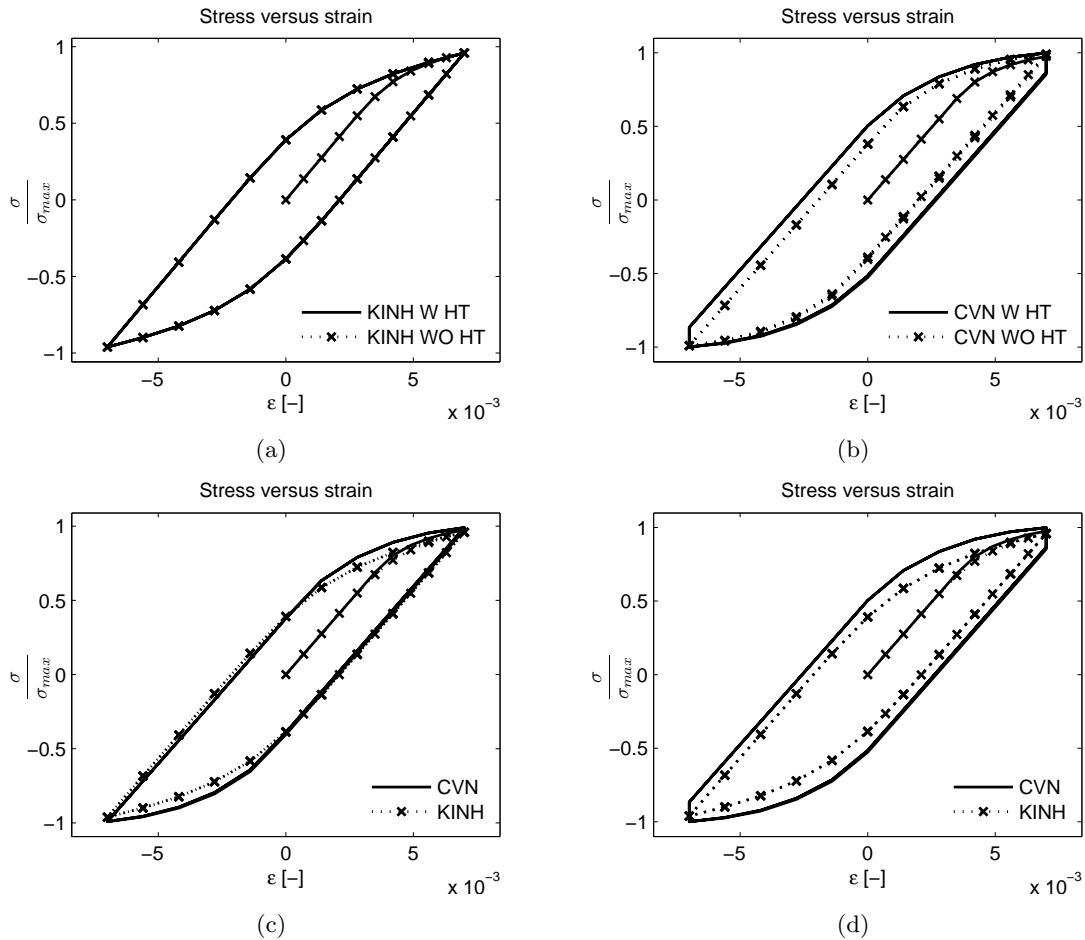 Stress versus strain
1
0.5
0
−0.5
−1
σ
σmax
−5 0 5
x 10−3
ε [−]
KINH W HT
KINH WO HT
(a)
Stress versus strain
1
0.5
0
−0.5
−1
σ
σmax
−5 0 5
x 10−3
ε [−]
CVN W HT
CVN WO HT
(b)
Stress versus strain
1
0.5
0
−0.5
−1
σ
σmax
−5 0 5
x 10−3
ε [−]
CVN
KINH
(c)
Stress versus strain
1
0.5
0
−0.5
−1
σ
σmax
−5 0 5
x 10−3
ε [−]
CVN
KINH
(d)